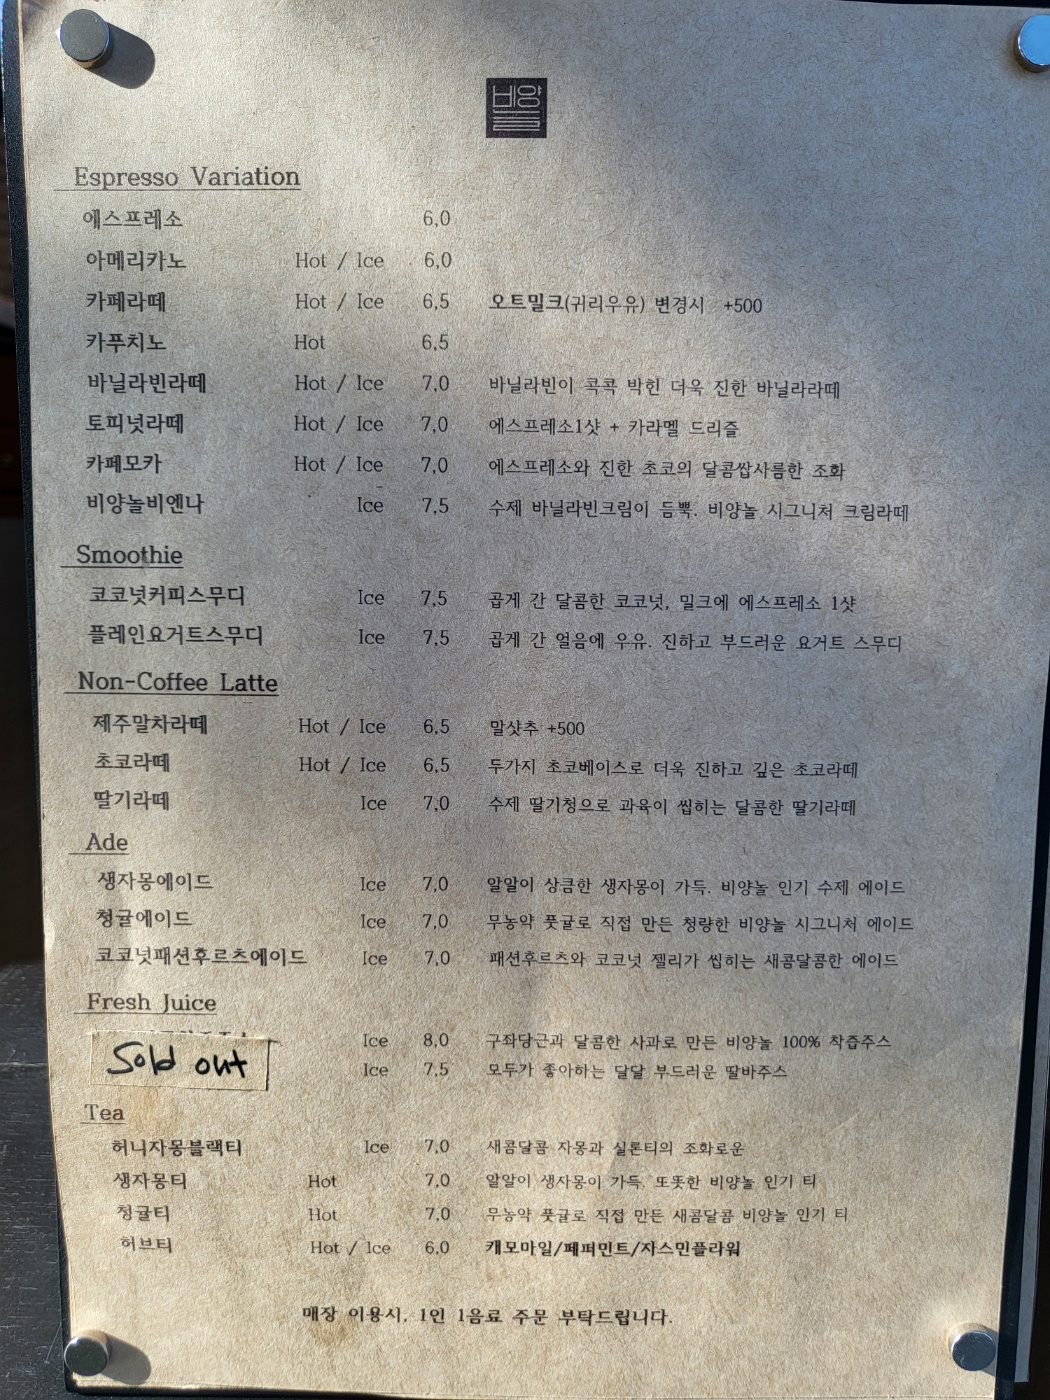 비양놀
Espresso Variation
에스프레소 6,0
아메리카노 Hot / Ice 6,0
카페라떼 Hot / Ice 6,5 오트밀크(귀리우유) 변경시 +500
카푸치노 Hot 6,5
바닐라빈라떼 Hot / Ice 7,0 바닐라빈이 콕콕 박힌 더욱 진한 바닐라라떼
토피넛라떼 Hot / Ice 7,0 에스프레소1샷 + 카라멜 드리즐
카페모카 Hot / Ice 7,0 에스프레소와 진한 초코의 달콤쌉사름한 조화
비양놀비엔나 Ice 7,5 수제 바닐라빈크림이 듬뿍. 비양놀 시그니처 크림라떼
Smoothie
코코넛커피스무디 Ice 7,5 곱게 간 달콤한 코코넛, 밀크에 에스프레소 1샷
플레인요거트스무디 Ice 7,5 곱게 간 얼음에 우유. 진하고 부드러운 요거트 스무디
Non-Coffee Latte
제주말차라떼 Hot / Ice 6,5 말샷추 +500
초코라떼 Hot / Ice 6,5 두가지 초코베이스로 더욱 진하고 깊은 초코라떼
딸기라떼 Ice 7,0 수제 딸기청으로 과육이 씹히는 달콤한 딸기라떼
Ade
생자몽에이드 Ice 7,0 알알이 상큼한 생자몽이 가득. 비양놀 인기 수제 에이드
청귤에이드 Ice 7,0 무농약 풋귤로 직접 만든 청량한 비양놀 시그니처 에이드
코코넛패션후르츠에이드 Ice 7,0 패션후르츠와 코코넛 젤리가 씹히는 새콤달콤한 에이드
Fresh Juice
Ice 8,0 구좌당근과 달콤한 사과로 만든 비양놀 100% 착즙주스
Sold out Ice 7,5 모두가 좋아하는 달달 부드러운 딸바주스
Tea
허니자몽블랙티 Ice 7,0 새콤달콤 자몽과 실론티의 조화로운
생자몽티 Hot 7,0 알알이 생자몽이 가득. 또뜻한 비양놀 인기 티
청귤티 Hot 7,0 무농약 풋귤로 직접 만든 새콤달콤 비양놀 인기 티
허브티 Hot / Ice 6,0 캐모마일/페퍼민트/자스민플라워
매장 이용시, 1인 1음료 주문 부탁드립니다.